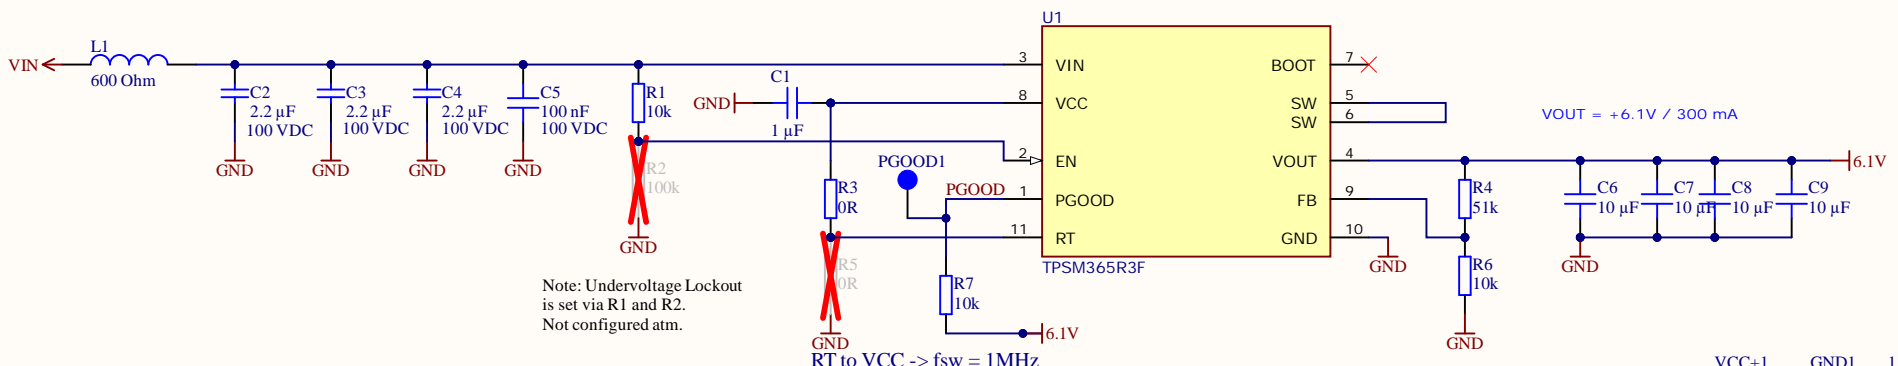 U1
L1
VIN
600 Ohm
C2
2.2 µF
100 VDC
GND
C3
2.2 µF
100 VDC
GND
C4
2.2 µF
100 VDC
GND
C5
100 nF
100 VDC
GND
R1
10k
R2
100k
GND
GND
C1
1 µF
R3
0R
R5
0R
GND
PGOOD1
PGOOD
R7
10k
6.1V
3
VIN
8
VCC
2
EN
1
PGOOD
11
RT
BOOT
7
SW
5
SW
6
VOUT
4
FB
9
GND
10
TPSM365R3F
GND
VOUT = +6.1V / 300 mA
R4
51k
R6
10k
GND
C6
10 µF
C7
10 µF
C8
10 µF
C9
10 µF
GND
6.1V
Note: Undervoltage Lockout
is set via R1 and R2.
Not configured atm.
RT to VCC -> fsw = 1MHz
VCC+1
GND1